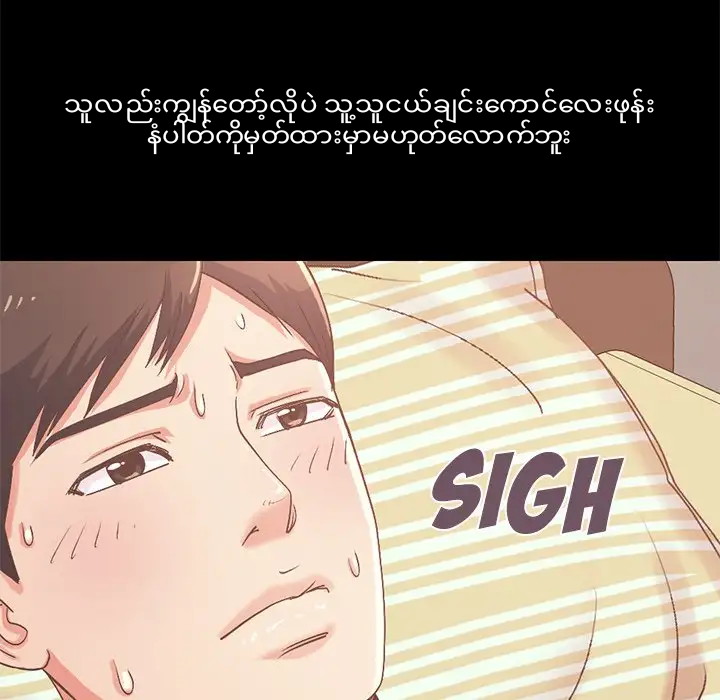 သူလည်းကျွန်တော့်လိုပဲ သူ့သူငယ်ချင်းကောင်လေးဖုန်း
နံပါတ်ကိုမှတ်ထားမှာမဟုတ်လောက်ဘူး
SIGH